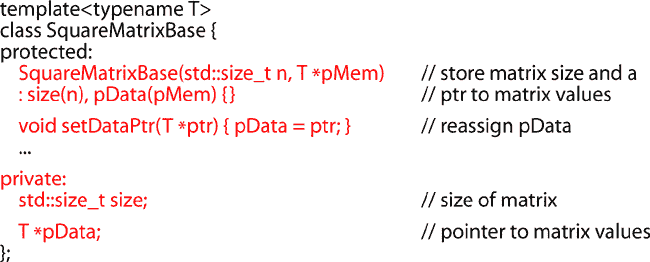 template<typename T>
class SquareMatrixBase {
protected:
SquareMatrixBase(std::size_t n, T *pMem) // store matrix size and a
: size(n), pData(pMem) {} // ptr to matrix values
void setDataPtr(T *ptr) { pData = ptr; } // reassign pData
...
private:
std::size_t size; // size of matrix
T *pData; // pointer to matrix values
};